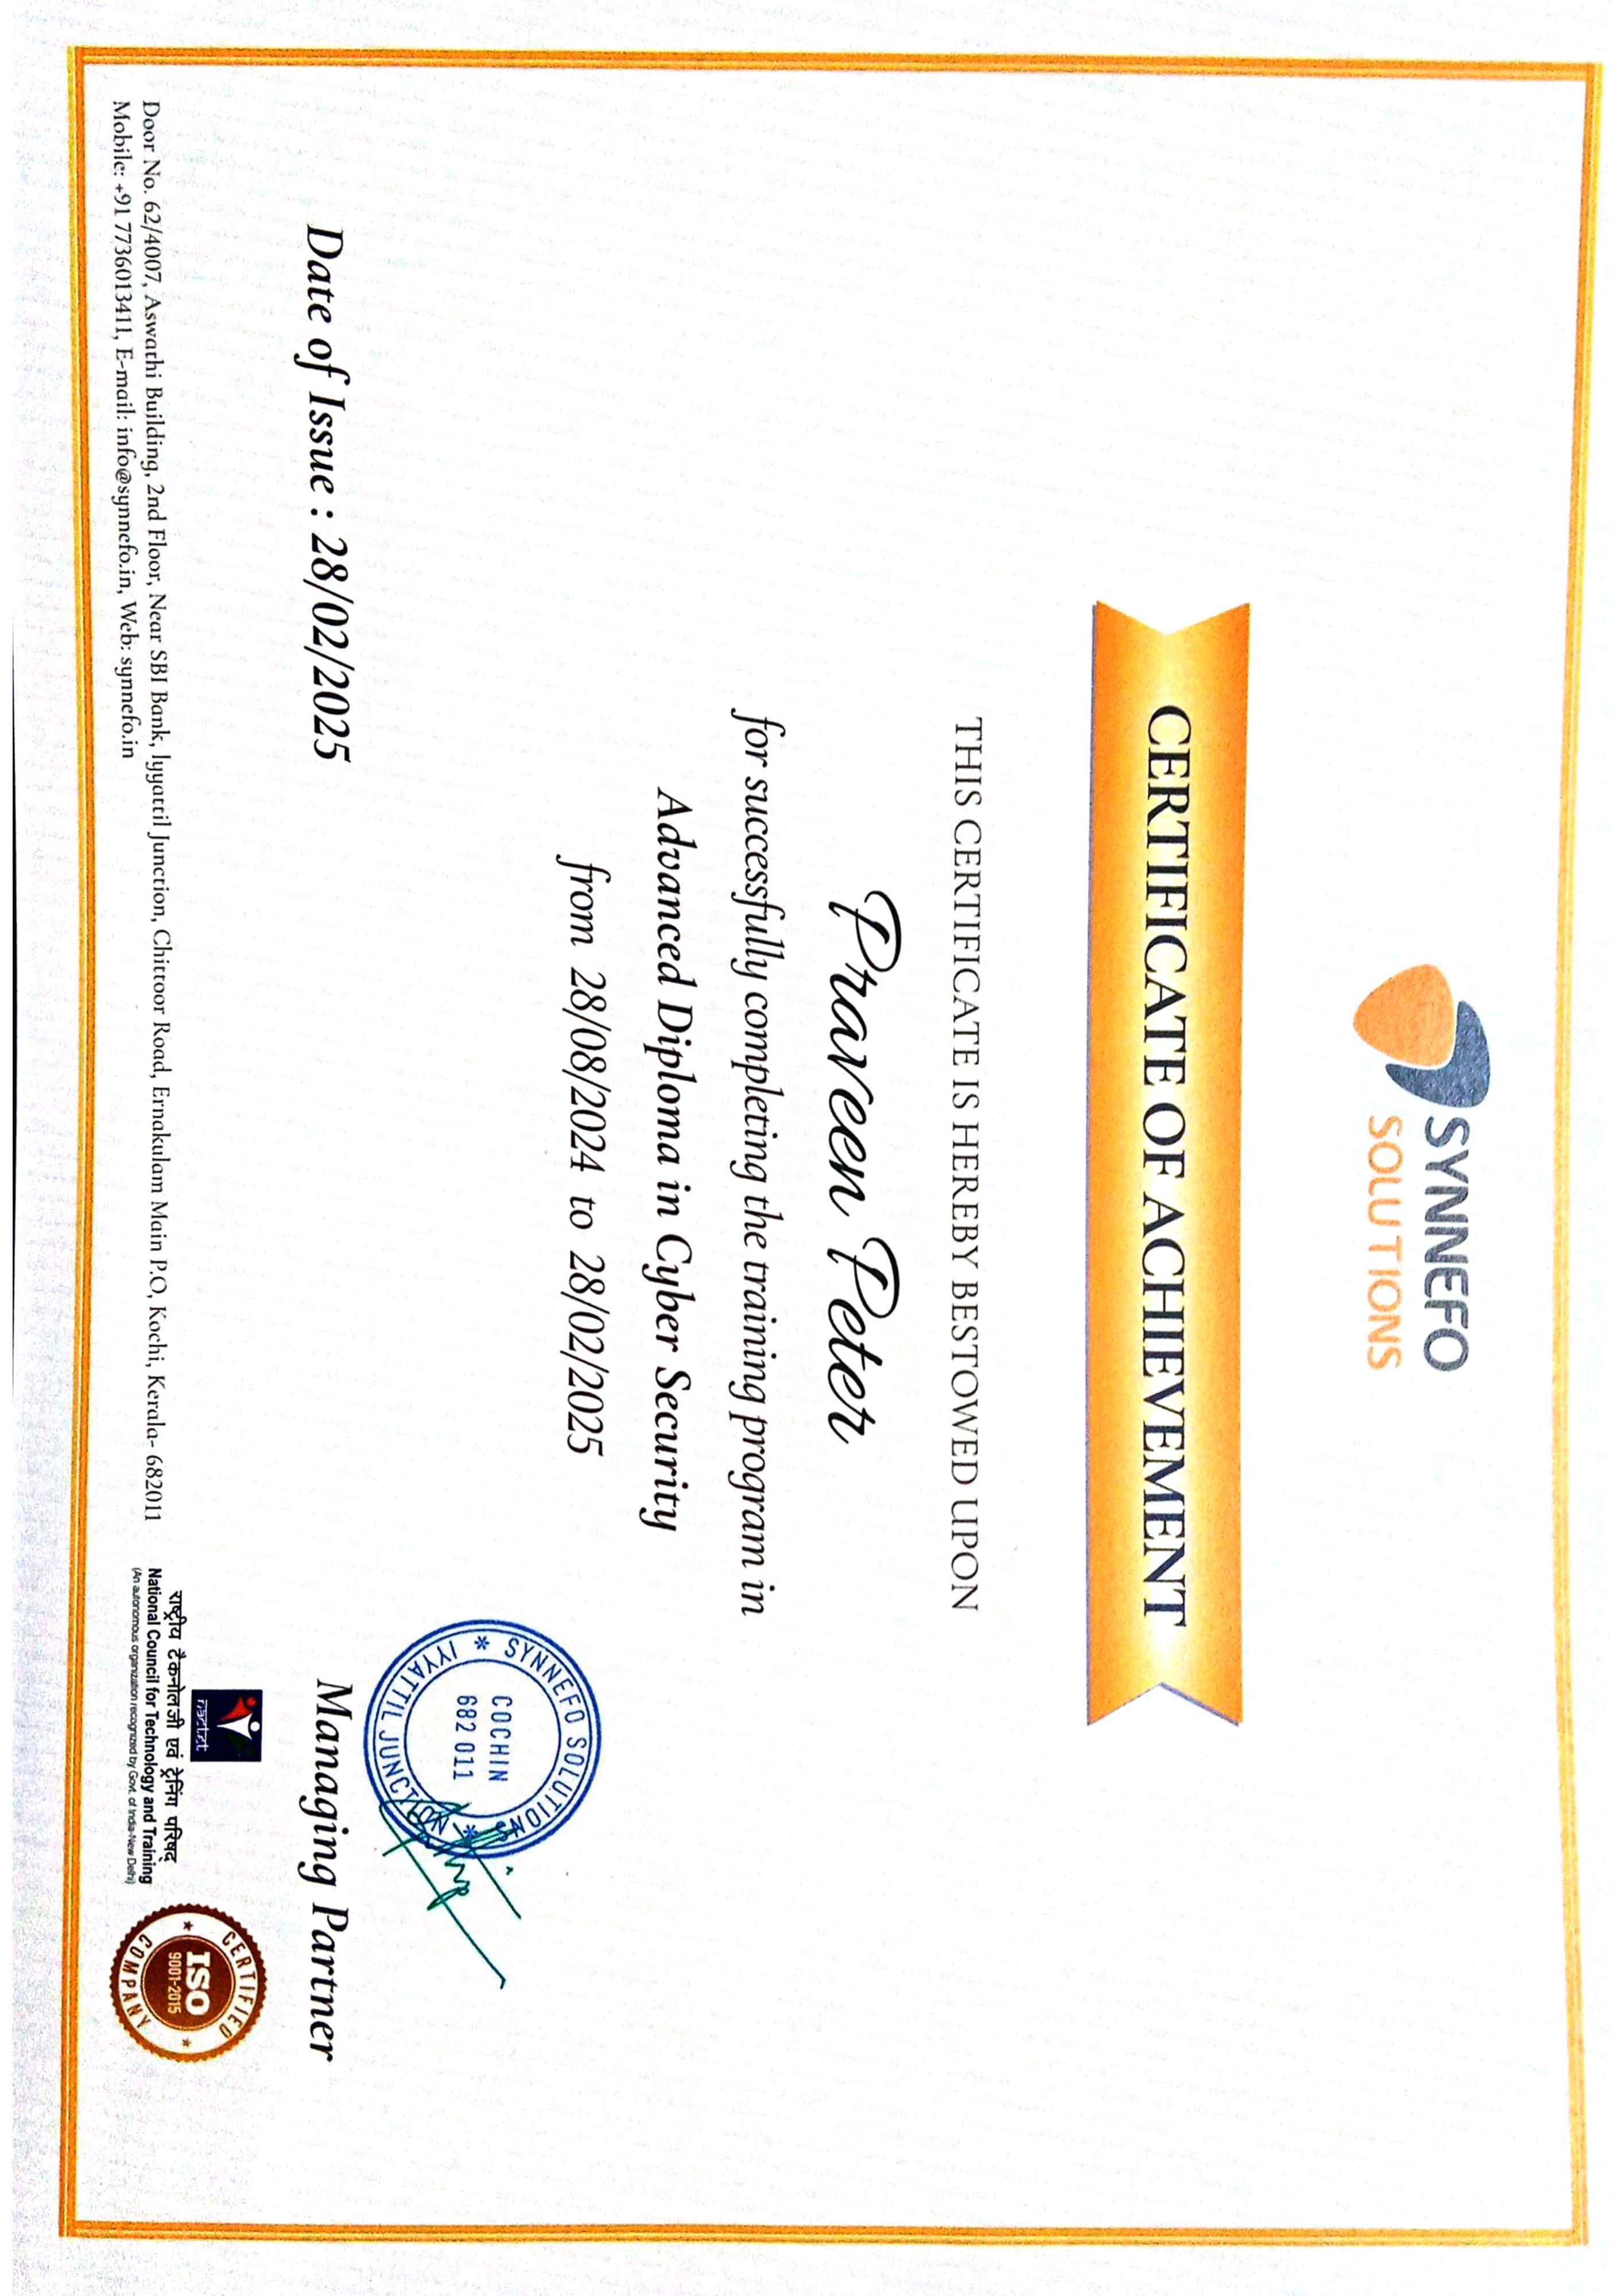 SYNNEFO
SOLUTIONS
CERTIFICATE OF ACHIEVEMENT
THIS CERTIFICATE IS HEREBY BESTOWED UPON
Praveen Peter
for successfully completing the training program in
Advanced Diploma in Cyber Security
from 28/08/2024 to 28/02/2025
SYNNEFO SOLUTIONS
COCHIN
682 011
IYYATTIL JUNCTION
Date of Issue : 28/02/2025
Managing Partner
Door No. 62/4007, Aswathi Building, 2nd Floor, Near SBI Bank, Iyyattil Junction, Chittoor Road, Ernakulam Main P.O, Kochi, Kerala- 682011
Mobile: +91 7736013411, E-mail: info@synnefo.in, Web: synnefo.in
nactet
राष्ट्रीय टैकनोलॉजी एवं ट्रेनिंग परिषद
National Council for Technology and Training
(An autonomous organization recognized by Govt. of India-New Delhi)
CERTIFIED
ISO
9001-2015
COMPANY